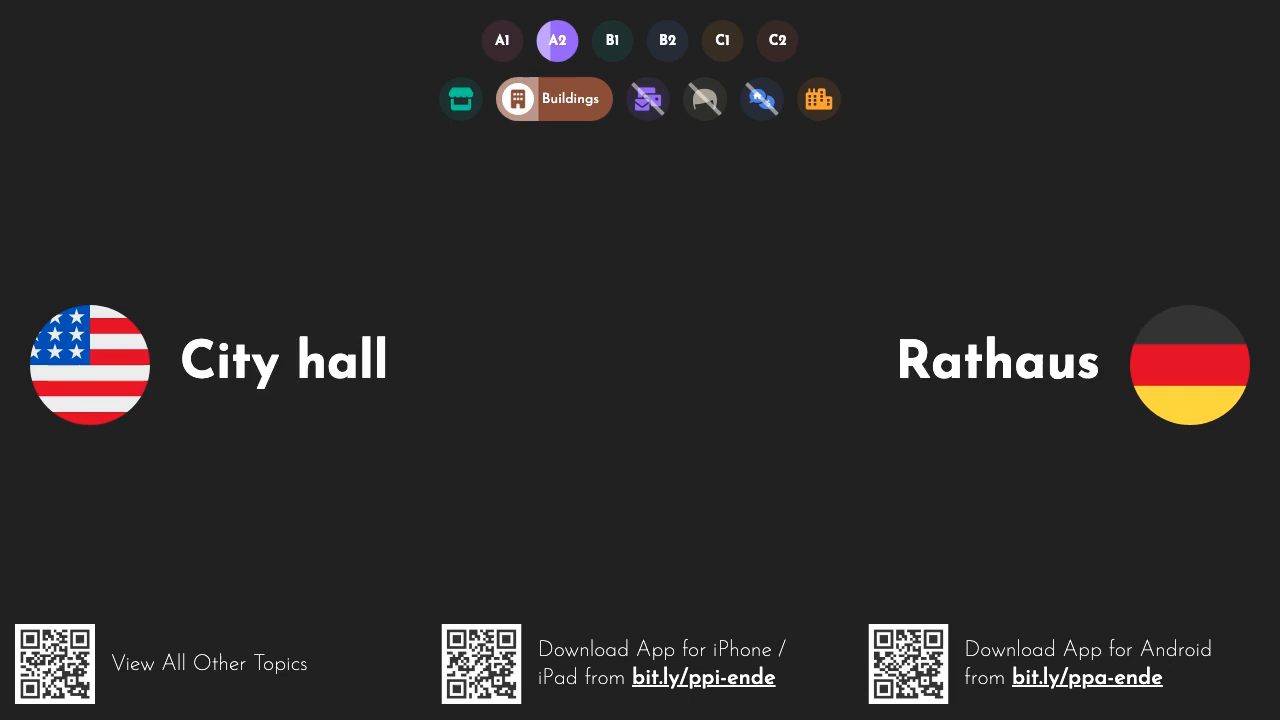 A1 A2 B1 B2 C1 C2
Buildings
City hall
Rathaus
View All Other Topics
Download App for iPhone /
iPad from bit.ly/ppi-ende
Download App for Android
from bit.ly/ppa-ende